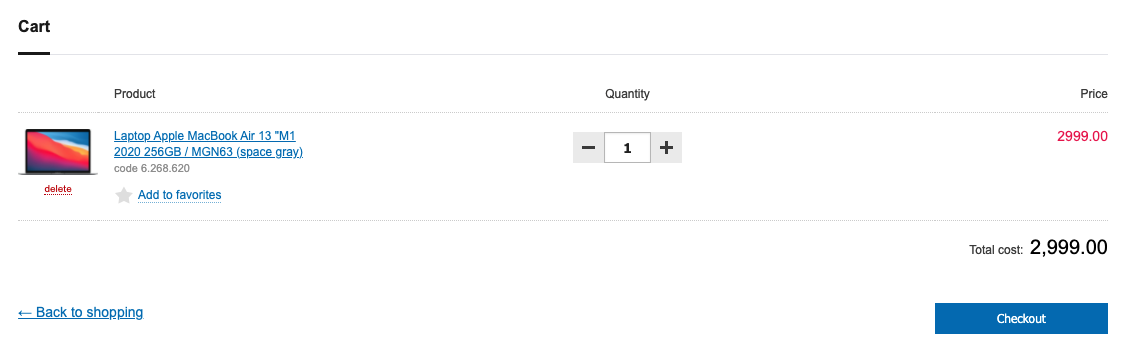 Cart
Product Quantity Price
Laptop Apple MacBook Air 13 "M1
2020 256GB / MGN63 (space gray)
code 6.268.620
delete
Add to favorites
1
2999.00
Total cost: 2,999.00
← Back to shopping
Checkout